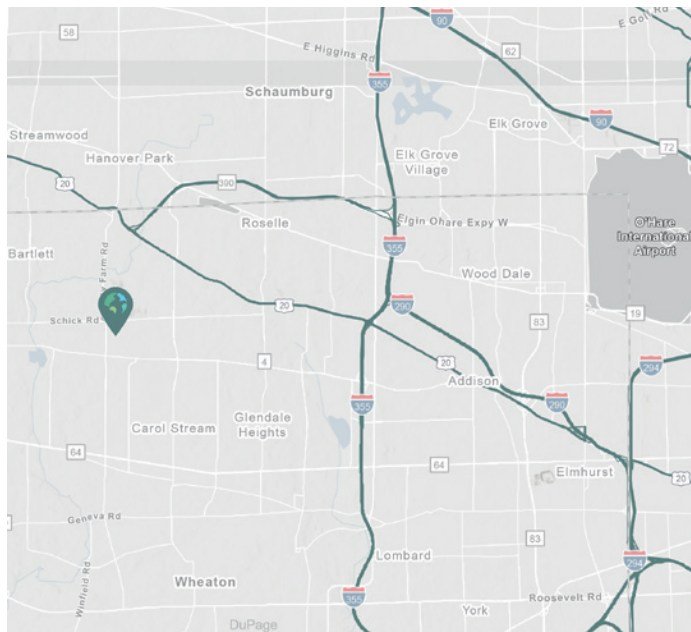 90
E Golf Rd
58
62
E Higgins Rd
355
Schaumburg
90
Elk Grove
Streamwood
72
Hanover Park
Elk Grove
Village
20
390
Roselle
Elgin Ohare Expy W
O'Hare
International
Airport
355
Bartlett
Farm Rd
Wood Dale
290
20
19
Schick Rd
83
4
20
294
Addison
355
290
Carol Stream
Glendale
Heights
64
64
Elmhurst
20
Geneva Rd
83
Lombard
294
Winfield Rd
Wheaton
355
Roosevelt Rd
York
DuPage